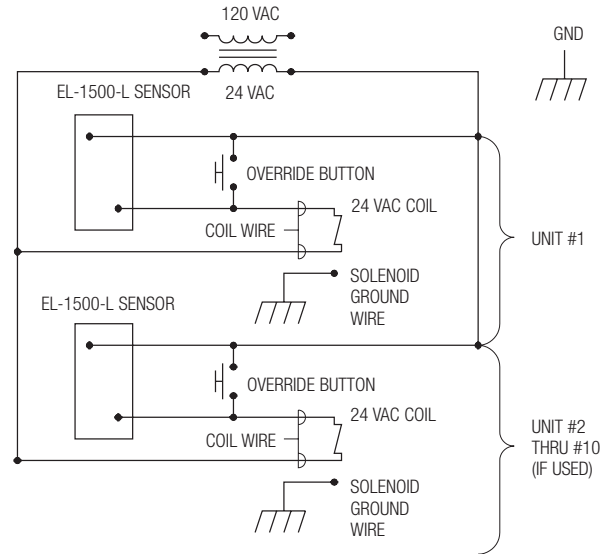 120 VAC
GND
24 VAC
EL-1500-L SENSOR
OVERRIDE BUTTON
24 VAC COIL
COIL WIRE
UNIT #1
SOLENOID
GROUND
WIRE
EL-1500-L SENSOR
OVERRIDE BUTTON
24 VAC COIL
COIL WIRE
UNIT #2
THRU #10
(IF USED)
SOLENOID
GROUND
WIRE